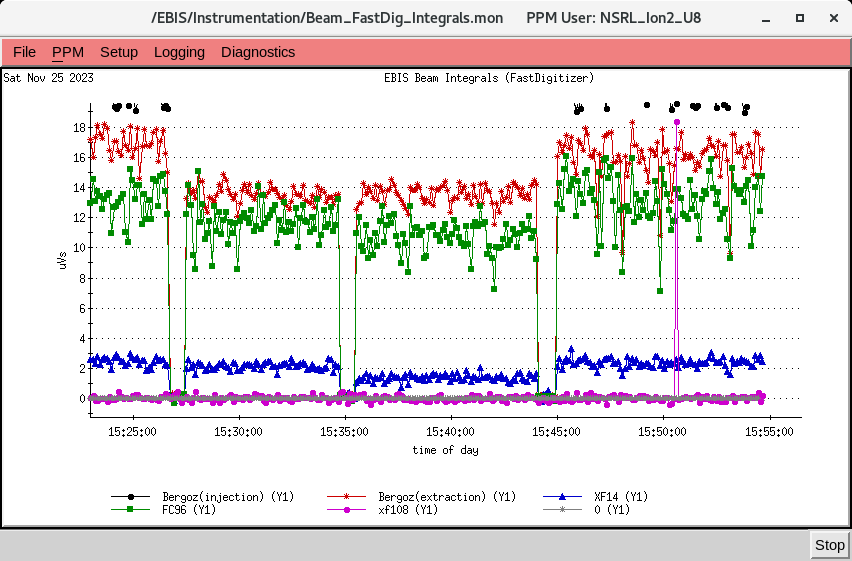 /EBIS/Instrumentation/Beam_FastDig_Integrals.mon PPM User: NSRL_Ion2_U8
File PPM Setup Logging Diagnostics
Sat Nov 25 2023 EBIS Beam Integrals (FastDigitizer)
18
16
14
12
10
8
6
4
2
0
uVs
15:25:00 15:30:00 15:35:00 15:40:00 15:45:00 15:50:00 15:55:00
time of day
Bergoz(injection) (Y1) Bergoz(extraction) (Y1) XF14 (Y1)
FC96 (Y1) xf108 (Y1) 0 (Y1)
Stop